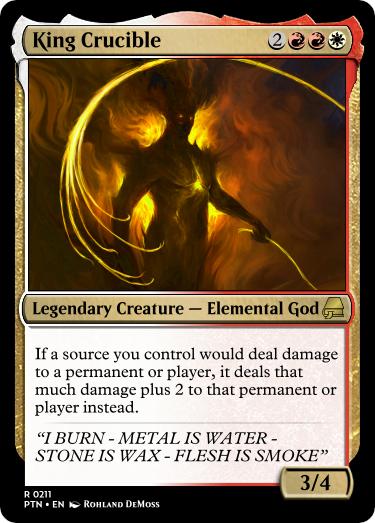 King Crucible
2
Legendary Creature — Elemental God
If a source you control would deal damage
to a permanent or player, it deals that
much damage plus 2 to that permanent or
player instead.
“I BURN - METAL IS WATER -
STONE IS WAX - FLESH IS SMOKE”
3/4
R 0211
PTN • EN Rohland DeMoss